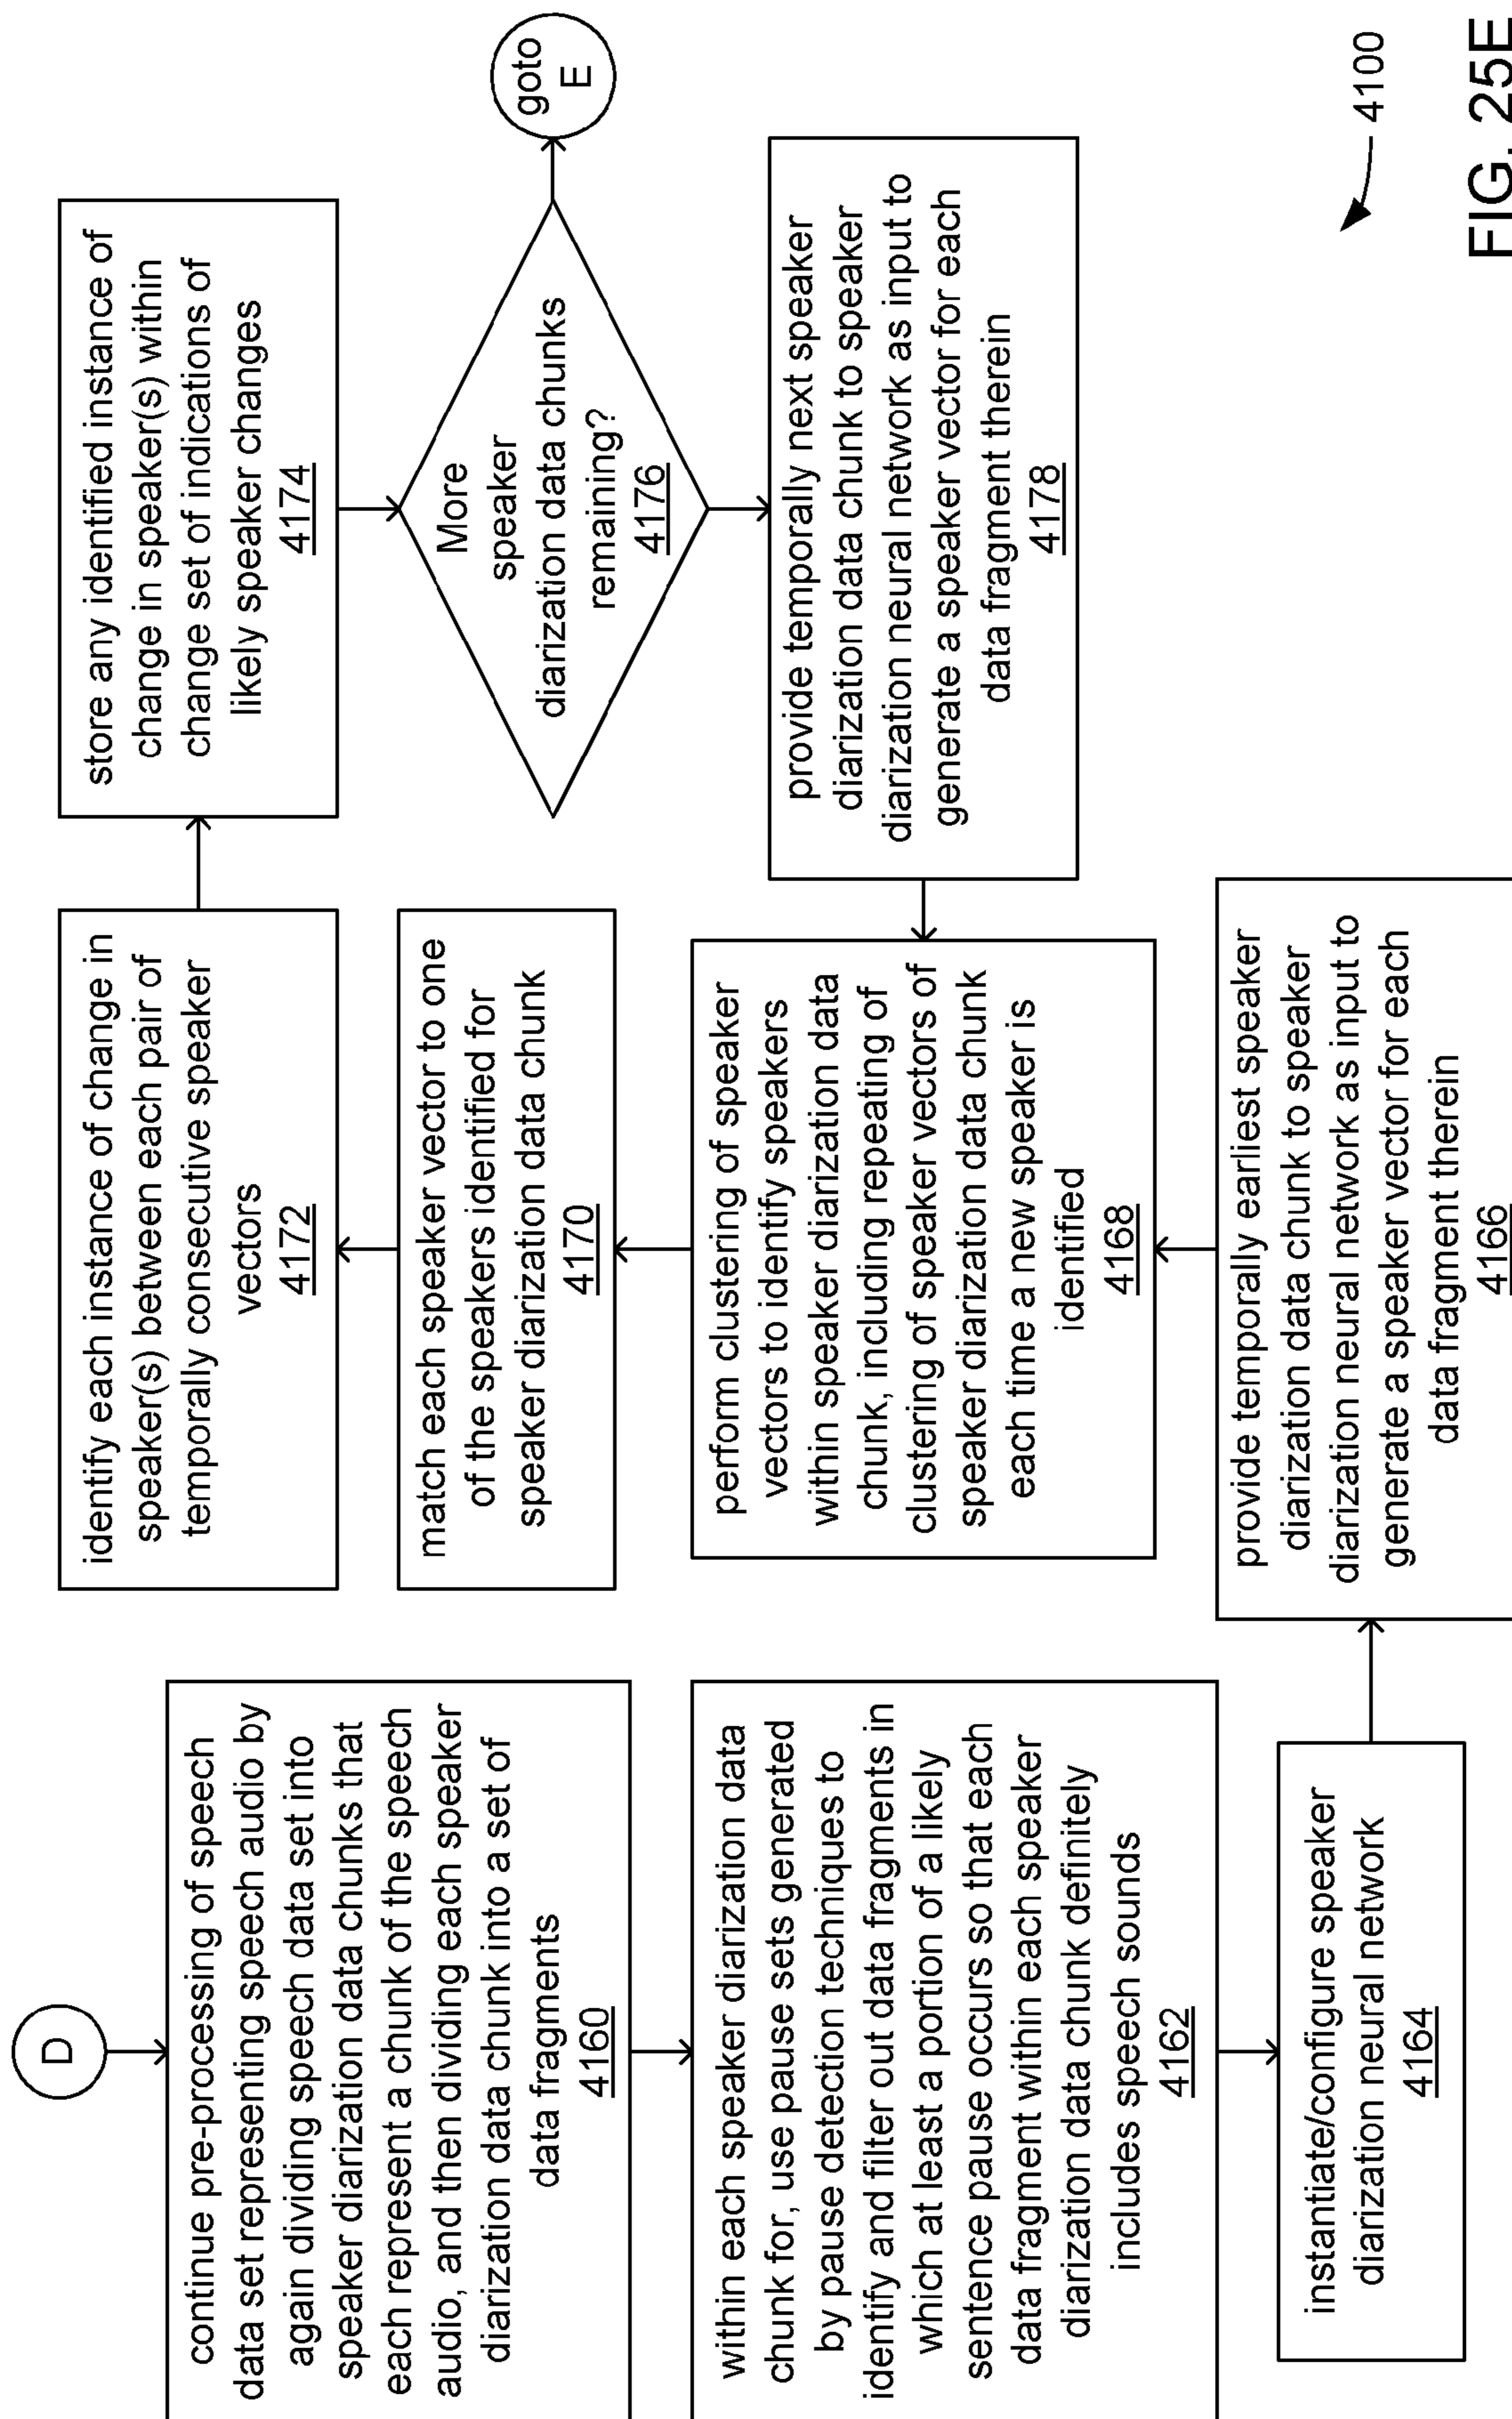 D
continue pre-processing of speech
data set representing speech audio by
again dividing speech data set into
speaker diarization data chunks that
each represent a chunk of the speech
audio, and then dividing each speaker
diarization data chunk into a set of
data fragments
4160
within each speaker diarization data
chunk for, use pause sets generated
by pause detection techniques to
identify and filter out data fragments in
which at least a portion of a likely
sentence pause occurs so that each
data fragment within each speaker
diarization data chunk definitely
includes speech sounds
4162
instantiate/configure speaker
diarization neural network
4164
provide temporally earliest speaker
diarization data chunk to speaker
diarization neural network as input to
generate a speaker vector for each
data fragment therein
4166
perform clustering of speaker
vectors to identify speakers
within speaker diarization data
chunk, including repeating of
clustering of speaker vectors of
speaker diarization data chunk
each time a new speaker is
identified
4168
match each speaker vector to one
of the speakers identified for
speaker diarization data chunk
4170
identify each instance of change in
speaker(s) between each pair of
temporally consecutive speaker
vectors
4172
store any identified instance of
change in speaker(s) within
change set of indications of
likely speaker changes
4174
More
speaker
diarization data chunks
remaining?
4176
goto
E
provide temporally next speaker
diarization data chunk to speaker
diarization neural network as input to
generate a speaker vector for each
data fragment therein
4178
4100
FIG. 25E